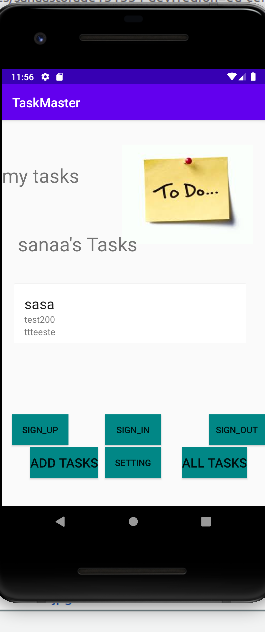 11:56
TaskMaster
my tasks
To Do...
sanaa's Tasks
sasa
test200
ttteeste
SIGN_UP SIGN_IN SIGN_OUT
ADD TASKS SETTING ALL TASKS